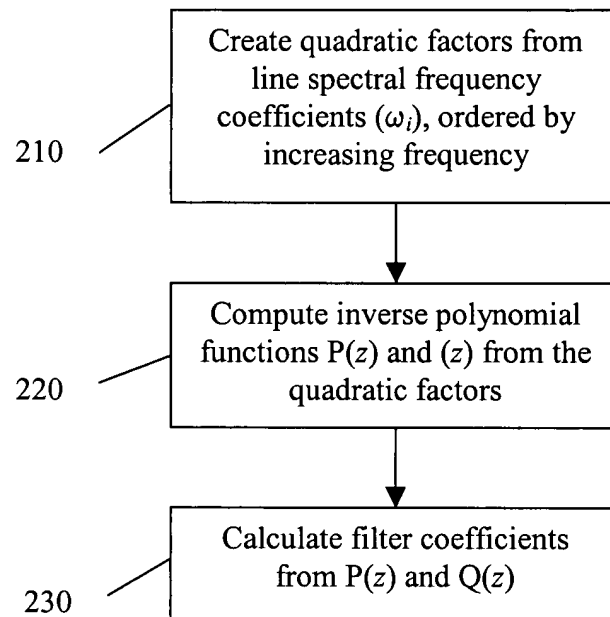 Create quadratic factors from
line spectral frequency
coefficients (ωᵢ), ordered by
increasing frequency
210
Compute inverse polynomial
functions P(z) and (z) from the
quadratic factors
220
Calculate filter coefficients
from P(z) and Q(z)
230